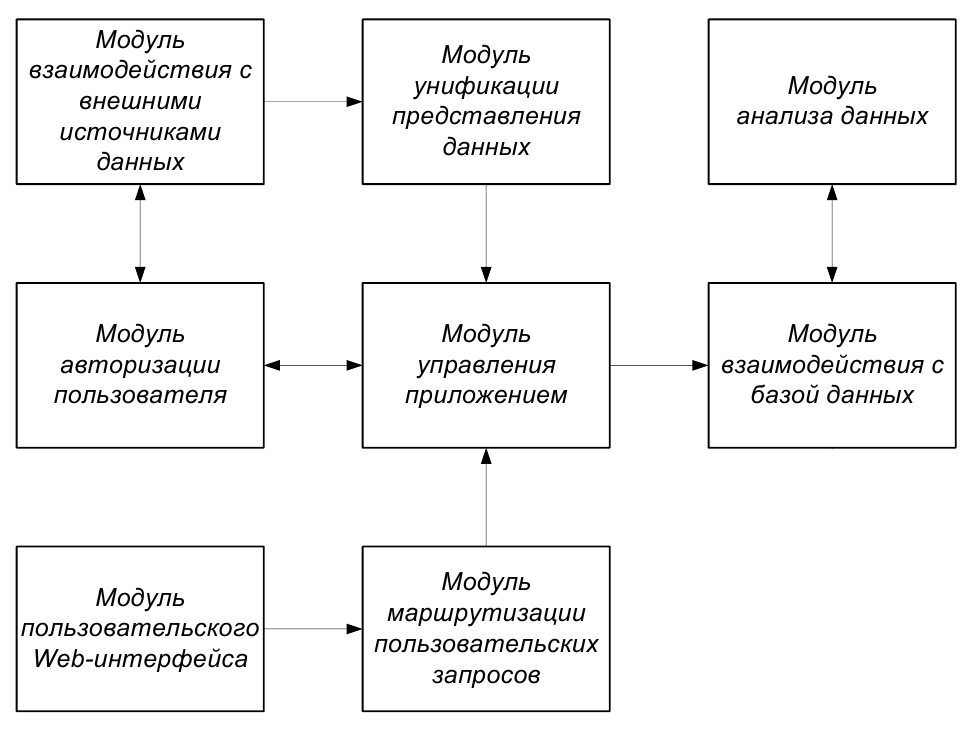 Модуль
взаимодействия с
внешними
источниками
данных
Модуль
унификации
представления
данных
Модуль
анализа данных
Модуль
авторизации
пользователя
Модуль
управления
приложением
Модуль
взаимодействия с
базой данных
Модуль
пользовательского
Web-интерфейса
Модуль
маршрутизации
пользовательских
запросов